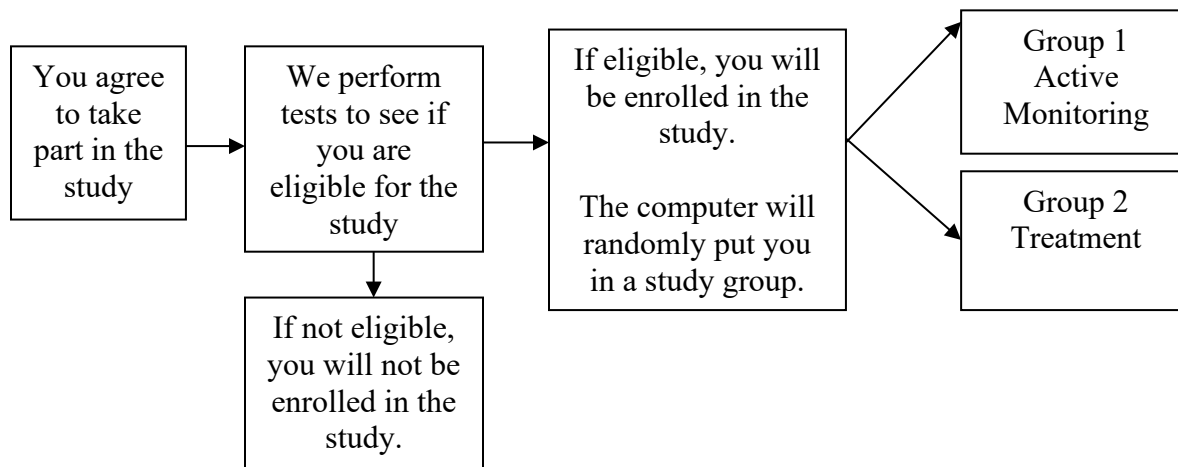 You agree
to take
part in the
study
We perform
tests to see if
you are
eligible for the
study
If not eligible,
you will not be
enrolled in the
study.
If eligible, you will
be enrolled in the
study.
The computer will
randomly put you
in a study group.
Group 1
Active
Monitoring
Group 2
Treatment